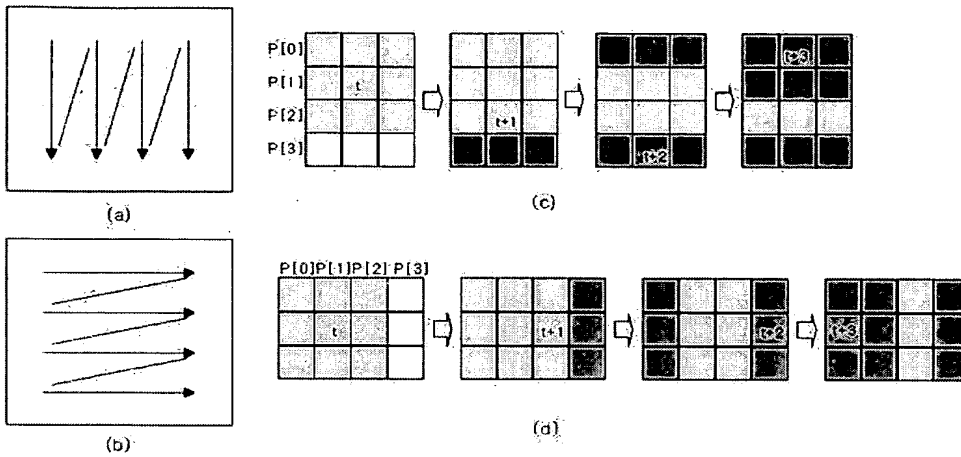 (a)
(b)
P[0]
P[1]
P[2]
P[3]
t
t+1
t+2
t+3
(c)
P[0] P[1] P[2] P[3]
t
t+1
t+2
t+3
(d)